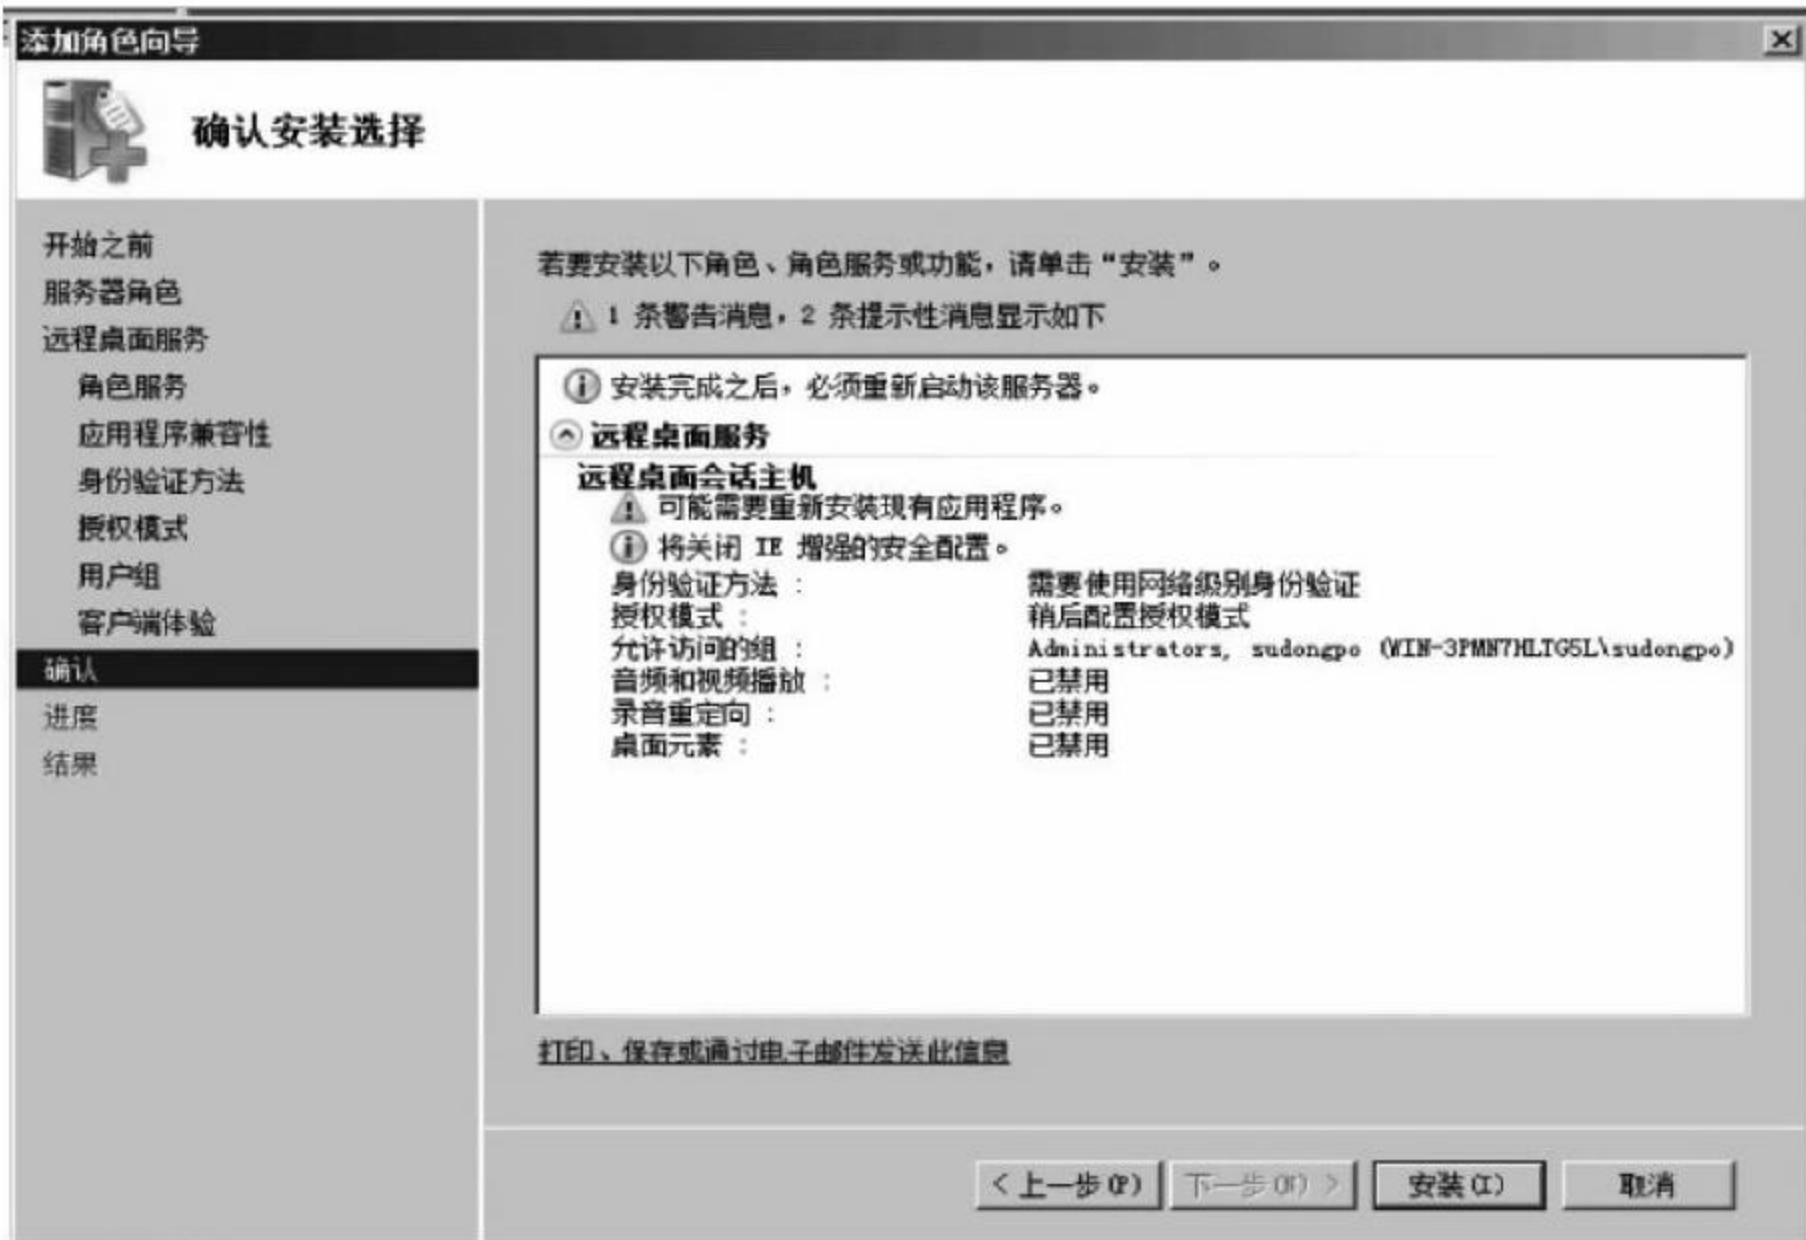 添加角色向导
确认安装选择
开始之前
服务器角色
远程桌面服务
角色服务
应用程序兼容性
身份验证方法
授权模式
用户组
客户端体验
确认
进度
结果
若要安装以下角色、角色服务或功能，请单击“安装”。
1 条警告消息，2 条提示性消息显示如下
安装完成之后，必须重新启动该服务器。
远程桌面服务
远程桌面会话主机
可能需要重新安装现有应用程序。
将关闭 IE 增强的安全配置。
身份验证方法 : 需要使用网络级别身份验证
授权模式 : 稍后配置授权模式
允许访问的组 : Administrators, sudongpo (WIN-3PMN7HLTG5L\sudongpo)
音频和视频播放 : 已禁用
录音重定向 : 已禁用
桌面元素 : 已禁用
打印、保存或通过电子邮件发送此信息
< 上一步(P) 下一步(N) > 安装(I) 取消